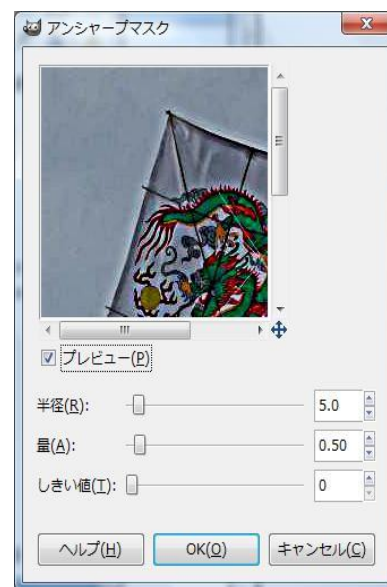 アンシャープマスク
プレビュー(P)
半径(R): 5.0
量(A): 0.50
しきい値(T): 0
ヘルプ(H) OK(O) キャンセル(C)